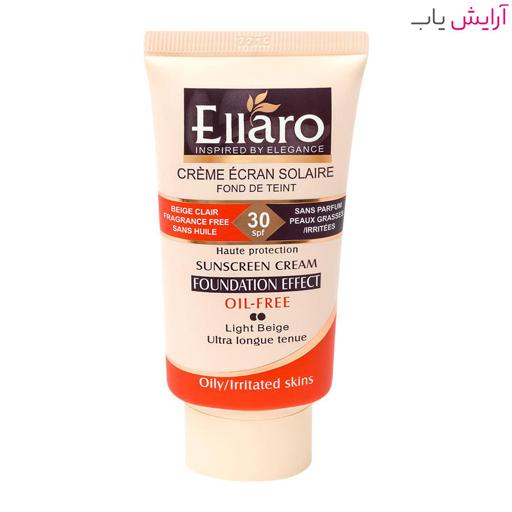 آرایش یاب
Ellaro
INSPIRED BY ELEGANCE
CRÈME ÉCRAN SOLAIRE
FOND DE TEINT
BEIGE CLAIR
FRAGRANCE FREE
SANS HUILE
30
Spf
SANS PARFUM
PEAUX GRASSES
/IRRITÉES
Haute protection
SUNSCREEN CREAM
FOUNDATION EFFECT
OIL-FREE
Light Beige
Ultra longue tenue
Oily/Irritated skins